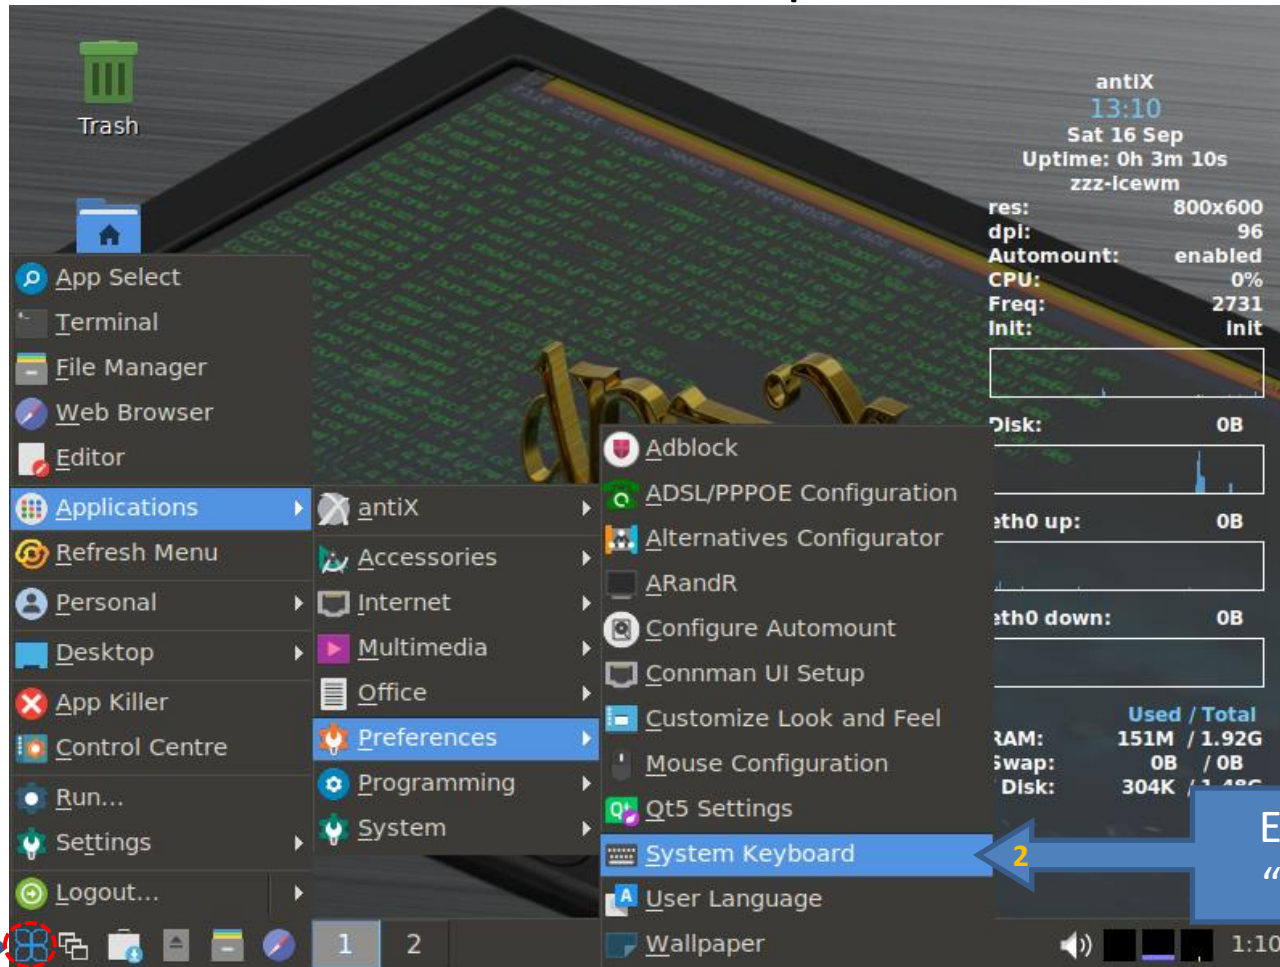 Trash
antiX
13:10
Sat 16 Sep
Uptime: 0h 3m 10s
zzz-icewm
res: 800x600
dpi: 96
Automount: enabled
CPU: 0%
Freq: 2731
Init: init
Disk: 0B
eth0 up: 0B
eth0 down: 0B
Used / Total
RAM: 151M / 1.92G
Swap: 0B / 0B
Disk: 304K / 1.48G
App Select
Terminal
File Manager
Web Browser
Editor
Applications
Refresh Menu
Personal
Desktop
App Killer
Control Centre
Run...
Settings
Logout...
antiX
Accessories
Internet
Multimedia
Office
Preferences
Programming
System
Adblock
ADSL/PPPOE Configuration
Alternatives Configurator
ARandR
Configure Automount
Connman UI Setup
Customize Look and Feel
Mouse Configuration
Qt5 Settings
System Keyboard
User Language
Wallpaper
2
E
“
1 2
1:10